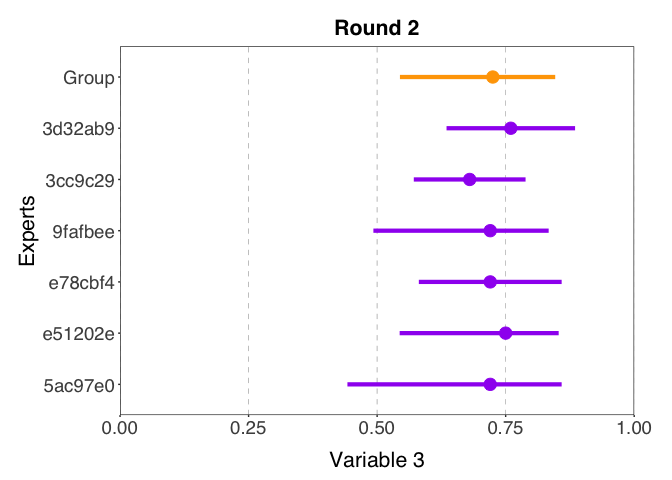 Round 2
Group
3d32ab9
3cc9c29
9fafbee
e78cbf4
e51202e
5ac97e0
Experts
0.00 0.25 0.50 0.75 1.00
Variable 3